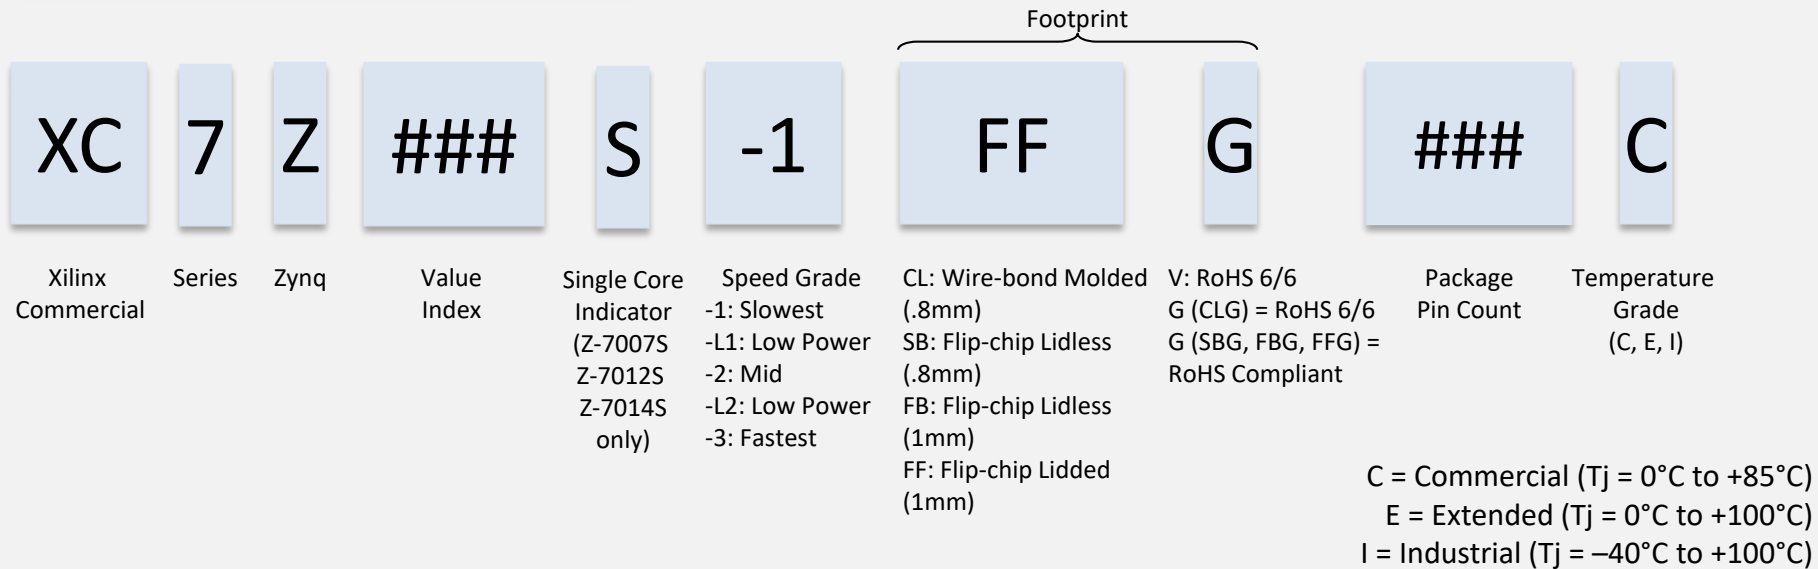 Footprint
XC 7 Z ### S -1 FF G ### C
Xilinx
Commercial
Series
Zynq
Value
Index
Single Core
Indicator
(Z-7007S
Z-7012S
Z-7014S
only)
Speed Grade
-1: Slowest
-L1: Low Power
-2: Mid
-L2: Low Power
-3: Fastest
CL: Wire-bond Molded
(.8mm)
SB: Flip-chip Lidless
(.8mm)
FB: Flip-chip Lidless
(1mm)
FF: Flip-chip Lidded
(1mm)
V: RoHS 6/6
G (CLG) = RoHS 6/6
G (SBG, FBG, FFG) =
RoHS Compliant
Package
Pin Count
Temperature
Grade
(C, E, I)
C = Commercial (Tj = 0°C to +85°C)
E = Extended (Tj = 0°C to +100°C)
I = Industrial (Tj = –40°C to +100°C)